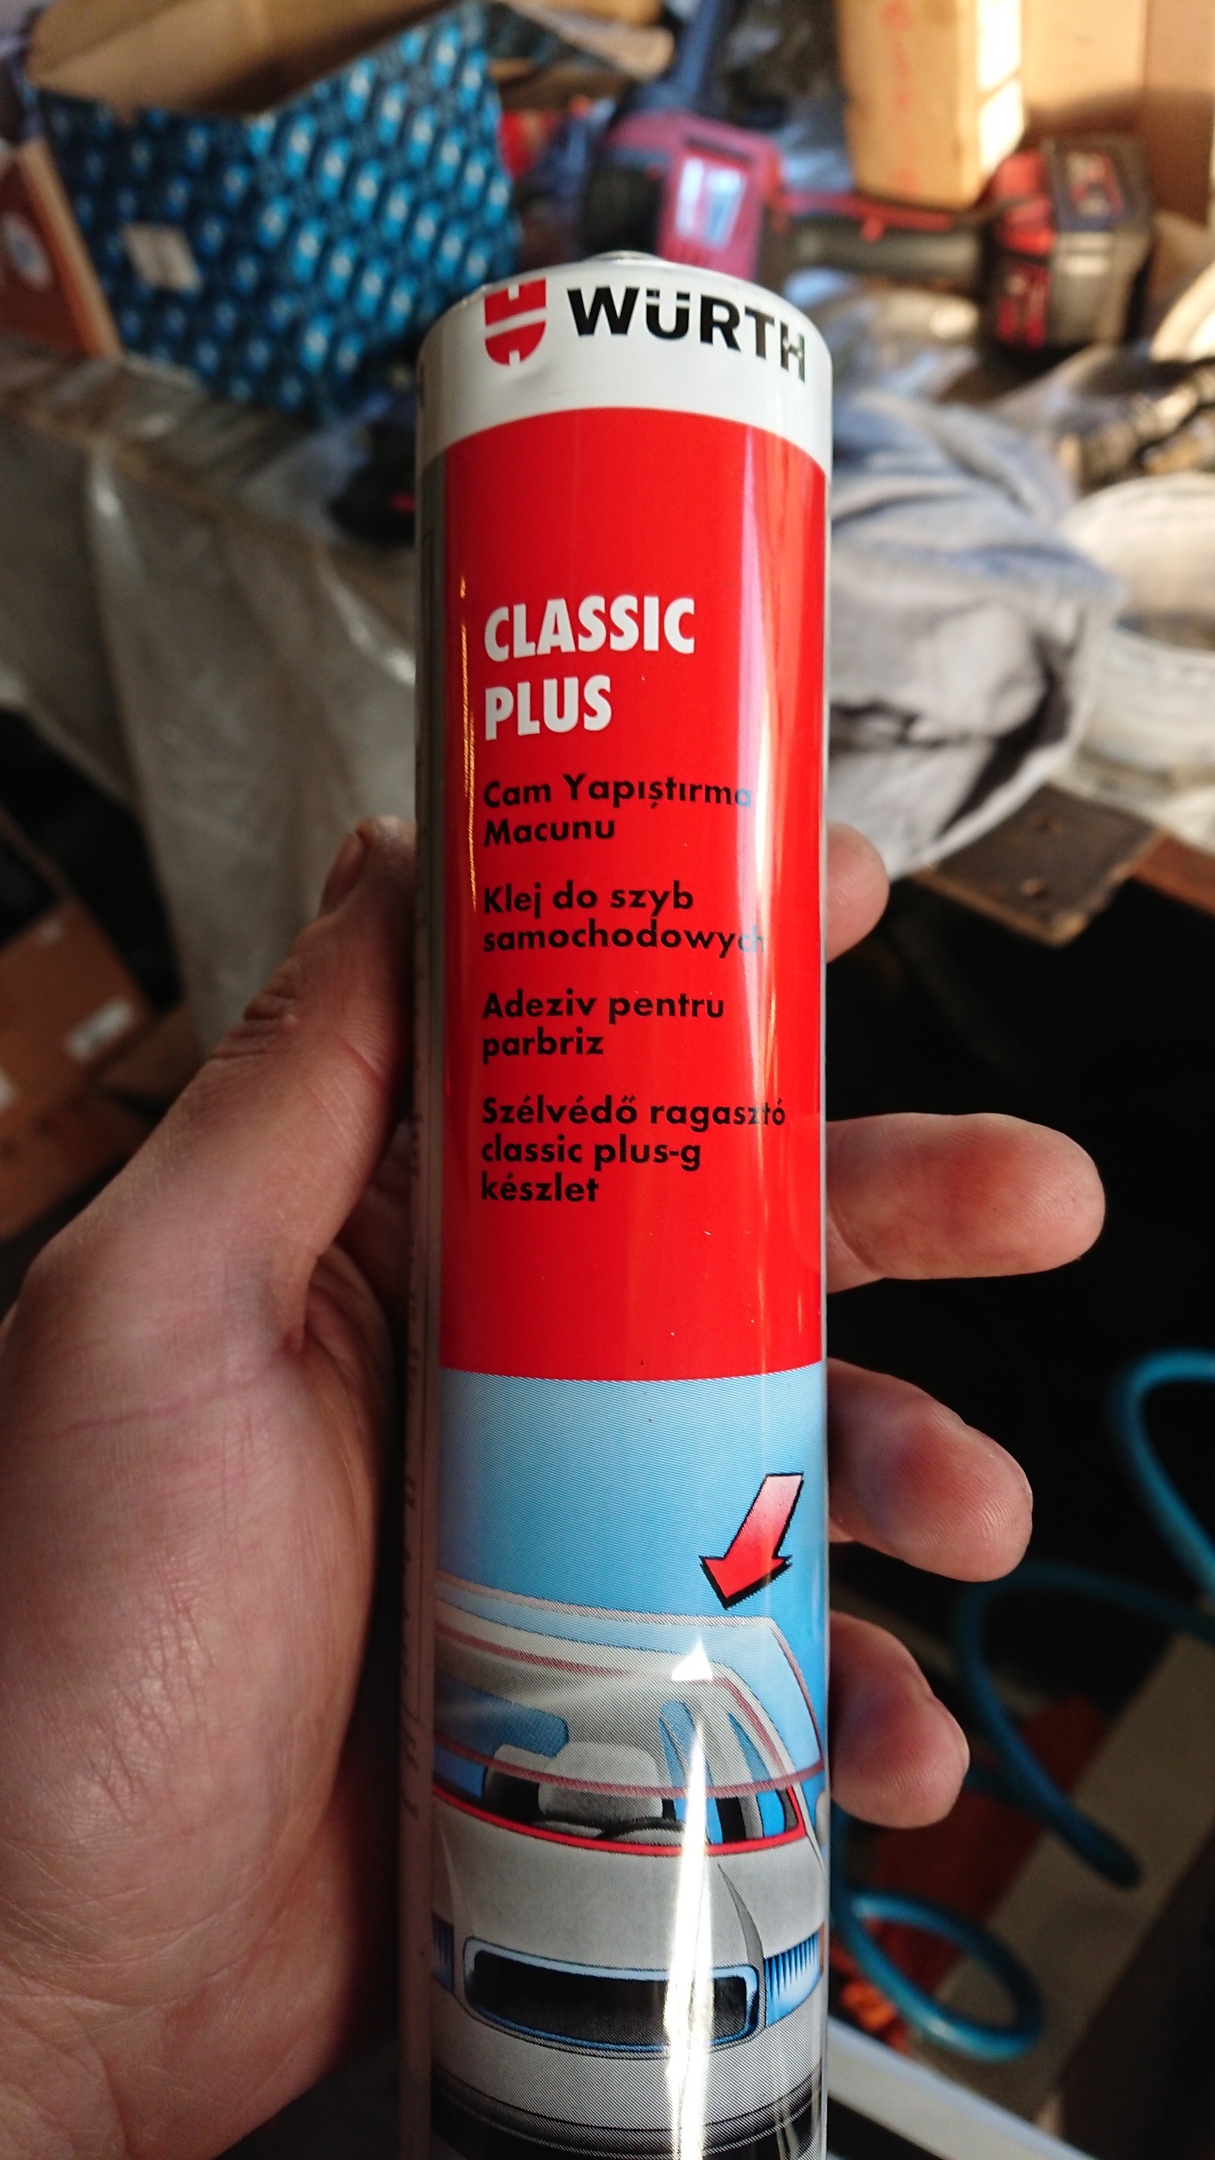 WÜRTH
CLASSIC
PLUS
Cam Yapıştırma
Macunu
Klej do szyb
samochodowych
Adeziv pentru
parbriz
Szélvédő ragasztó
classic plus-g
készlet